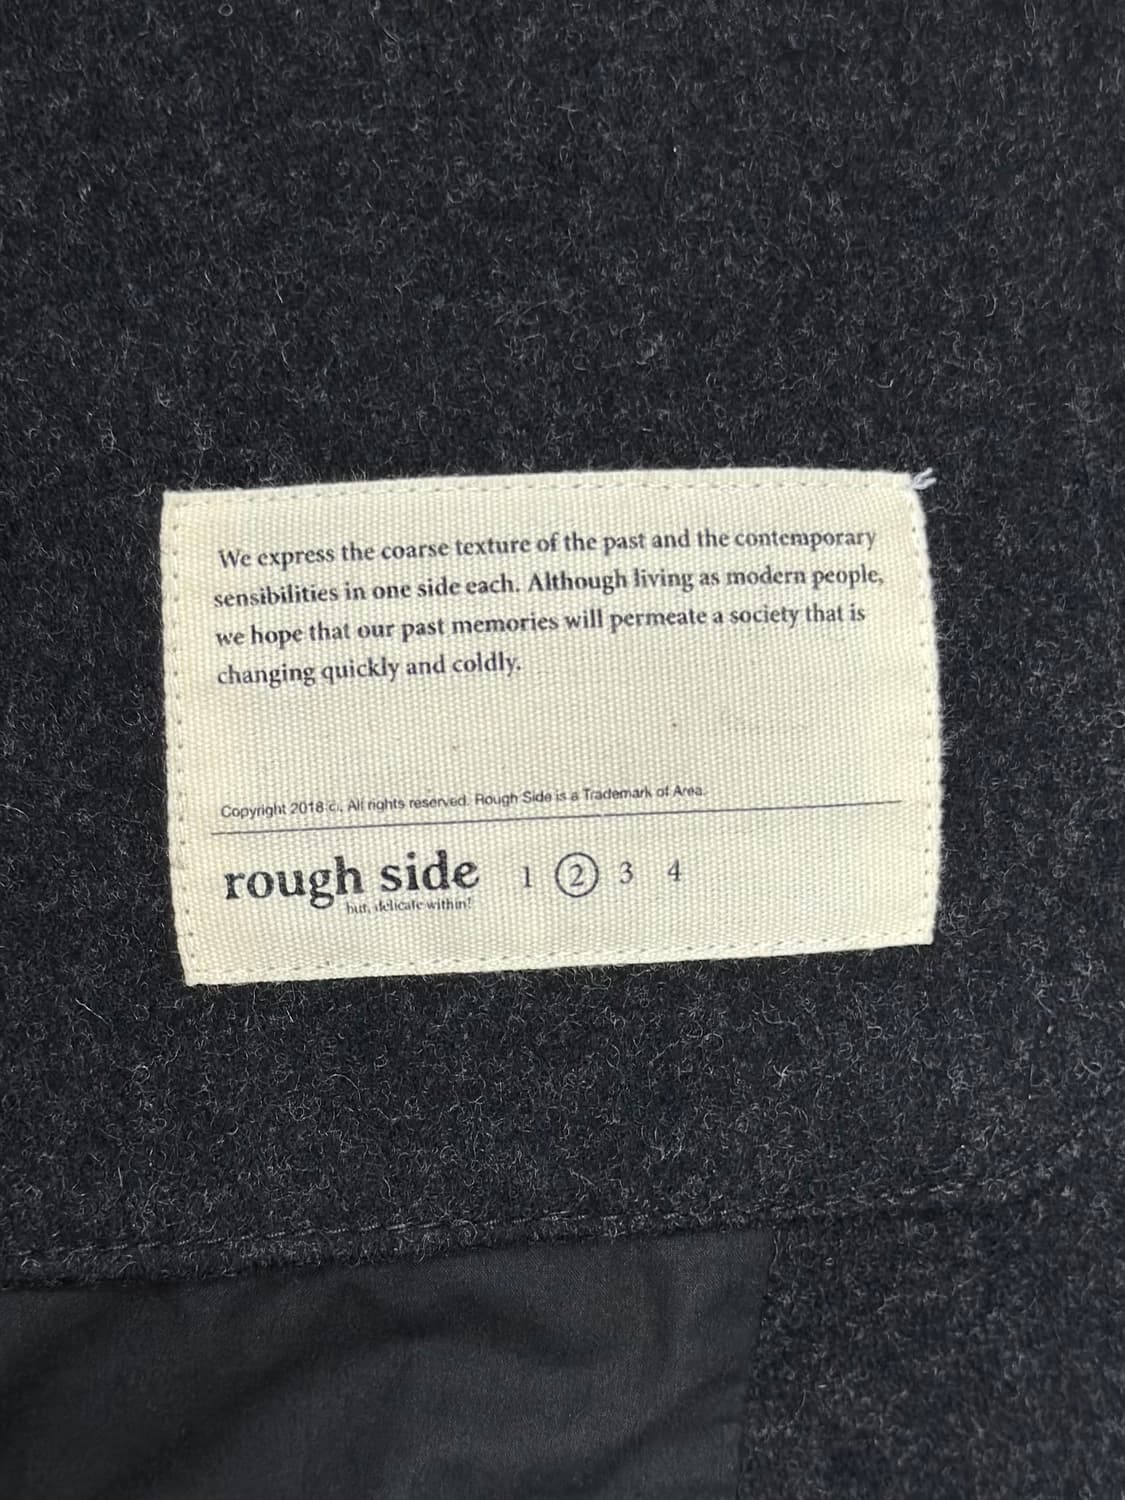 We express the coarse texture of the past and the contemporary
sensibilities in one side each. Although living as modern people,
we hope that our past memories will permeate a society that is
changing quickly and coldly.
Copyright 2018 c. All rights reserved. Rough Side is a Trademark of Area.
rough side 1 2 3 4
but, delicate within!